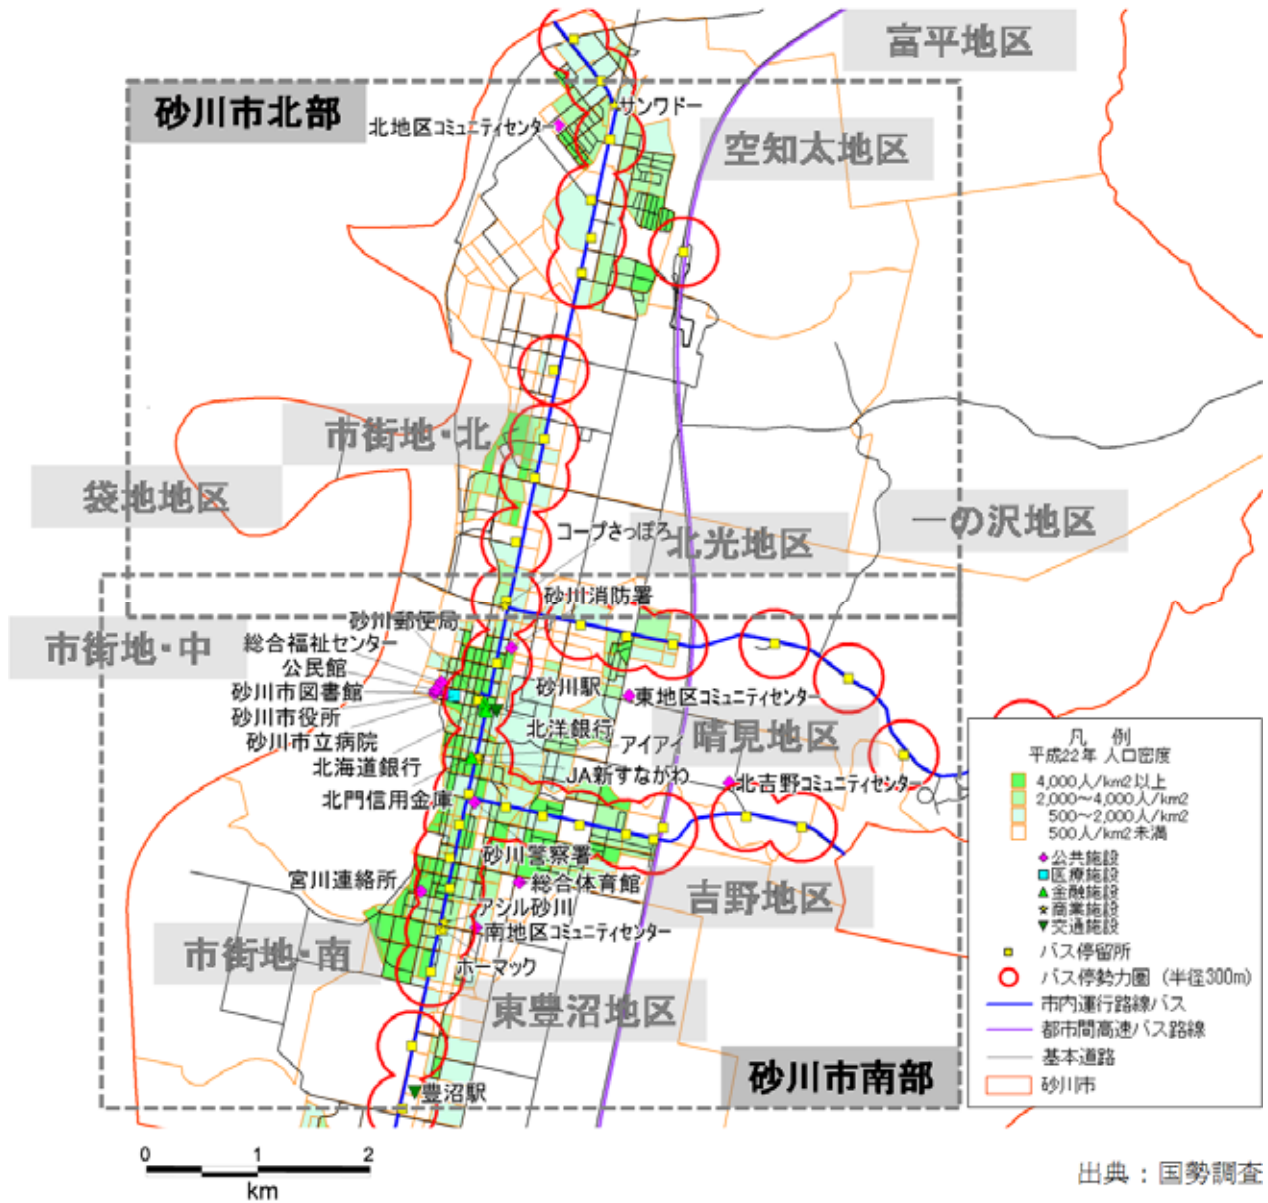 富平地区
砂川市北部
サンワドー
北地区コミュニティセンター
空知太地区
市街地・北
袋地地区
コープさっぽろ
北光地区
一の沢地区
砂川消防署
砂川郵便局
市街地・中
総合福祉センター
公民館
砂川市図書館
砂川駅
東地区コミュニティセンター
砂川市役所
北洋銀行
晴見地区
砂川市立病院
アイアイ
北海道銀行
JA新すながわ
北吉野コミュニティセンター
北門信用金庫
砂川警察署
宮川連絡所
総合体育館
吉野地区
アシル砂川
南地区コミュニティセンター
市街地・南
ホーマック
東豊沼地区
砂川市南部
豊沼駅
凡 例
平成22年 人口密度
4,000人/km2以上
2,000〜4,000人/km2
500〜2,000人/km2
500人/km2未満
公共施設
医療施設
金融施設
商業施設
交通施設
バス停留所
バス停勢力圏 (半径300m)
市内運行路線バス
都市間高速バス路線
基本道路
砂川市
0 1 2
km
出典:国勢調査